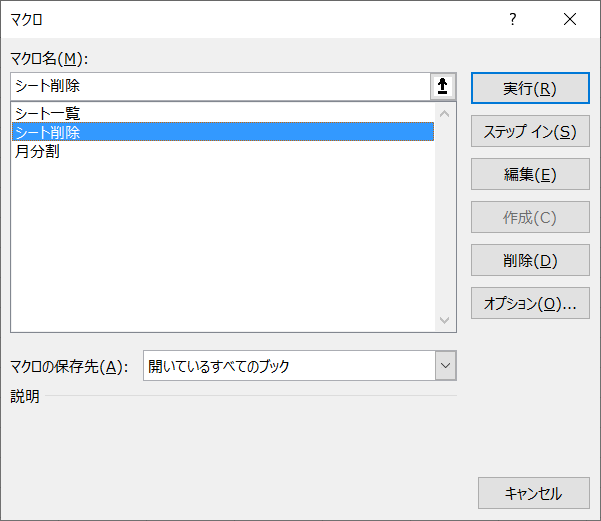 マクロ
?
マクロ名(M):
シート削除
実行(R)
シート一覧
シート削除
月分割
ステップ イン(S)
編集(E)
作成(C)
削除(D)
オプション(O)...
マクロの保存先(A):
開いているすべてのブック
説明
キャンセル